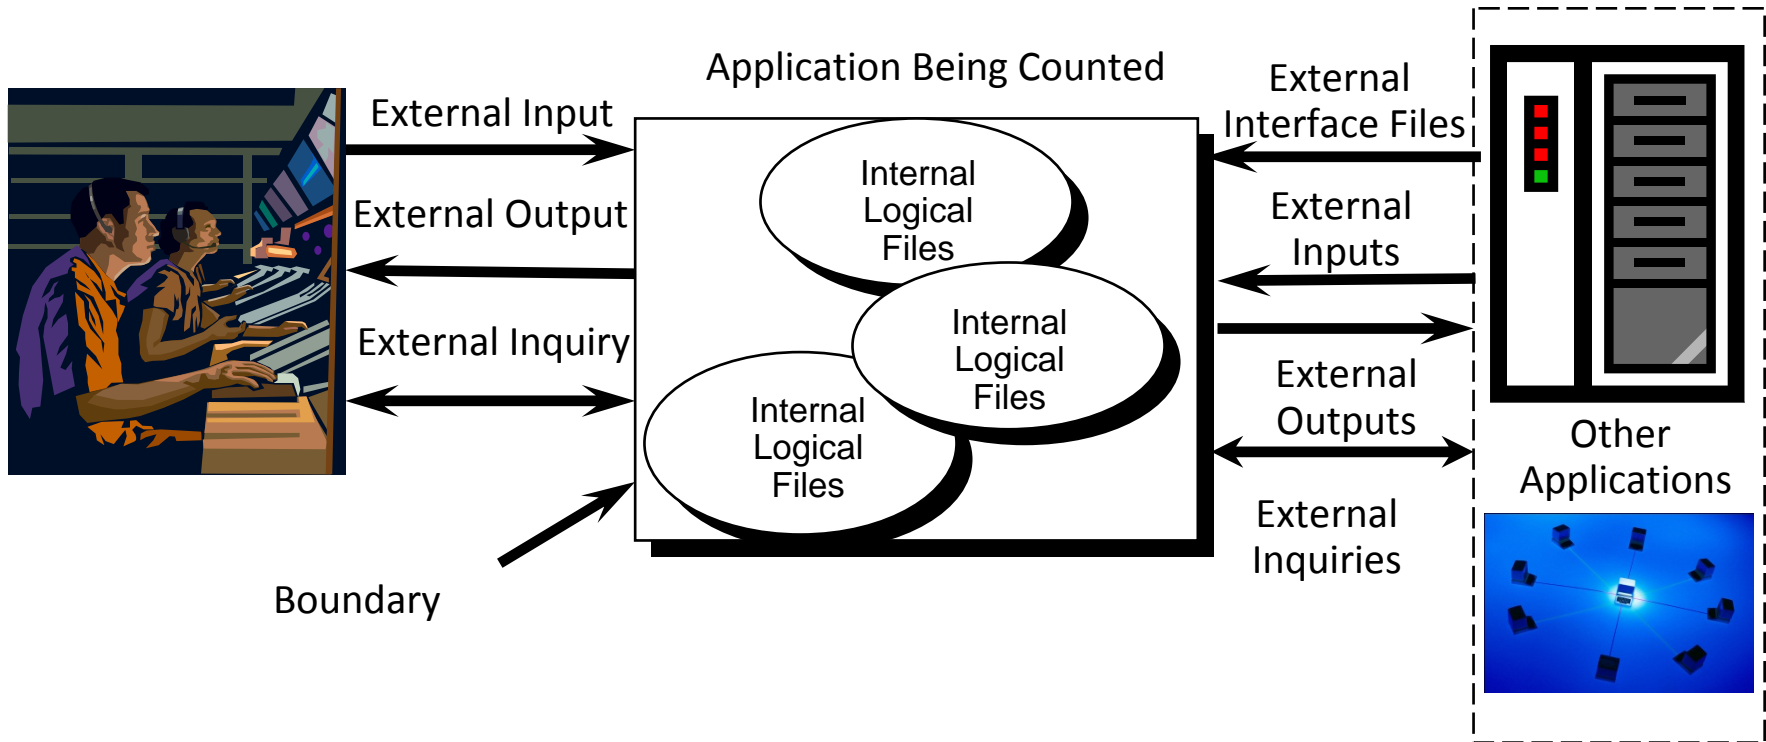 Application Being Counted
External Input
External Output
External Inquiry
Boundary
Internal
Logical
Files
Internal
Logical
Files
Internal
Logical
Files
External
Interface Files
External
Inputs
External
Outputs
External
Inquiries
Other
Applications